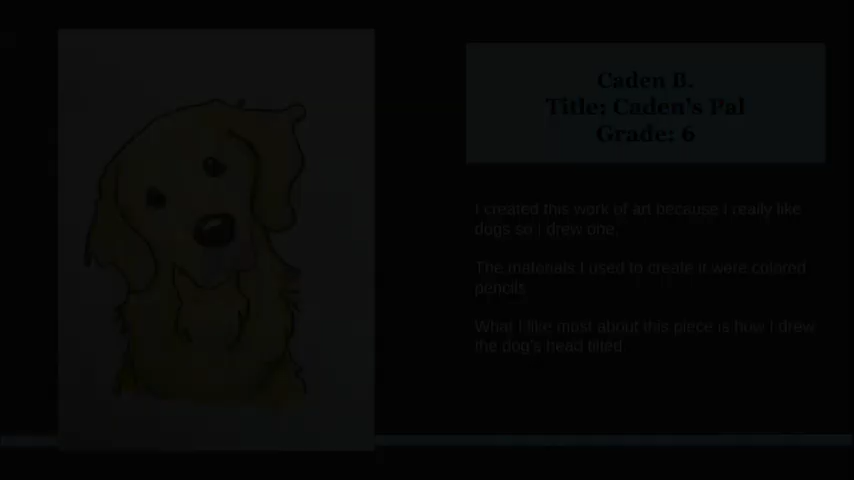 Caden B.
Title: Caden's Pal
Grade: 6
I created this work of art because I really like
dogs so I drew one.
The materials I used to create it were colored
pencils.
What I like most about this piece is how I drew
the dog's head tilted.